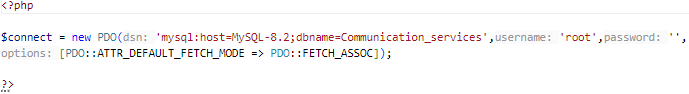 <?php
$connect = new PDO(dsn: 'mysql:host=MySQL-8.2;dbname=Communication_services',username: 'root',password: '',
options: [PDO::ATTR_DEFAULT_FETCH_MODE => PDO::FETCH_ASSOC]);
?>